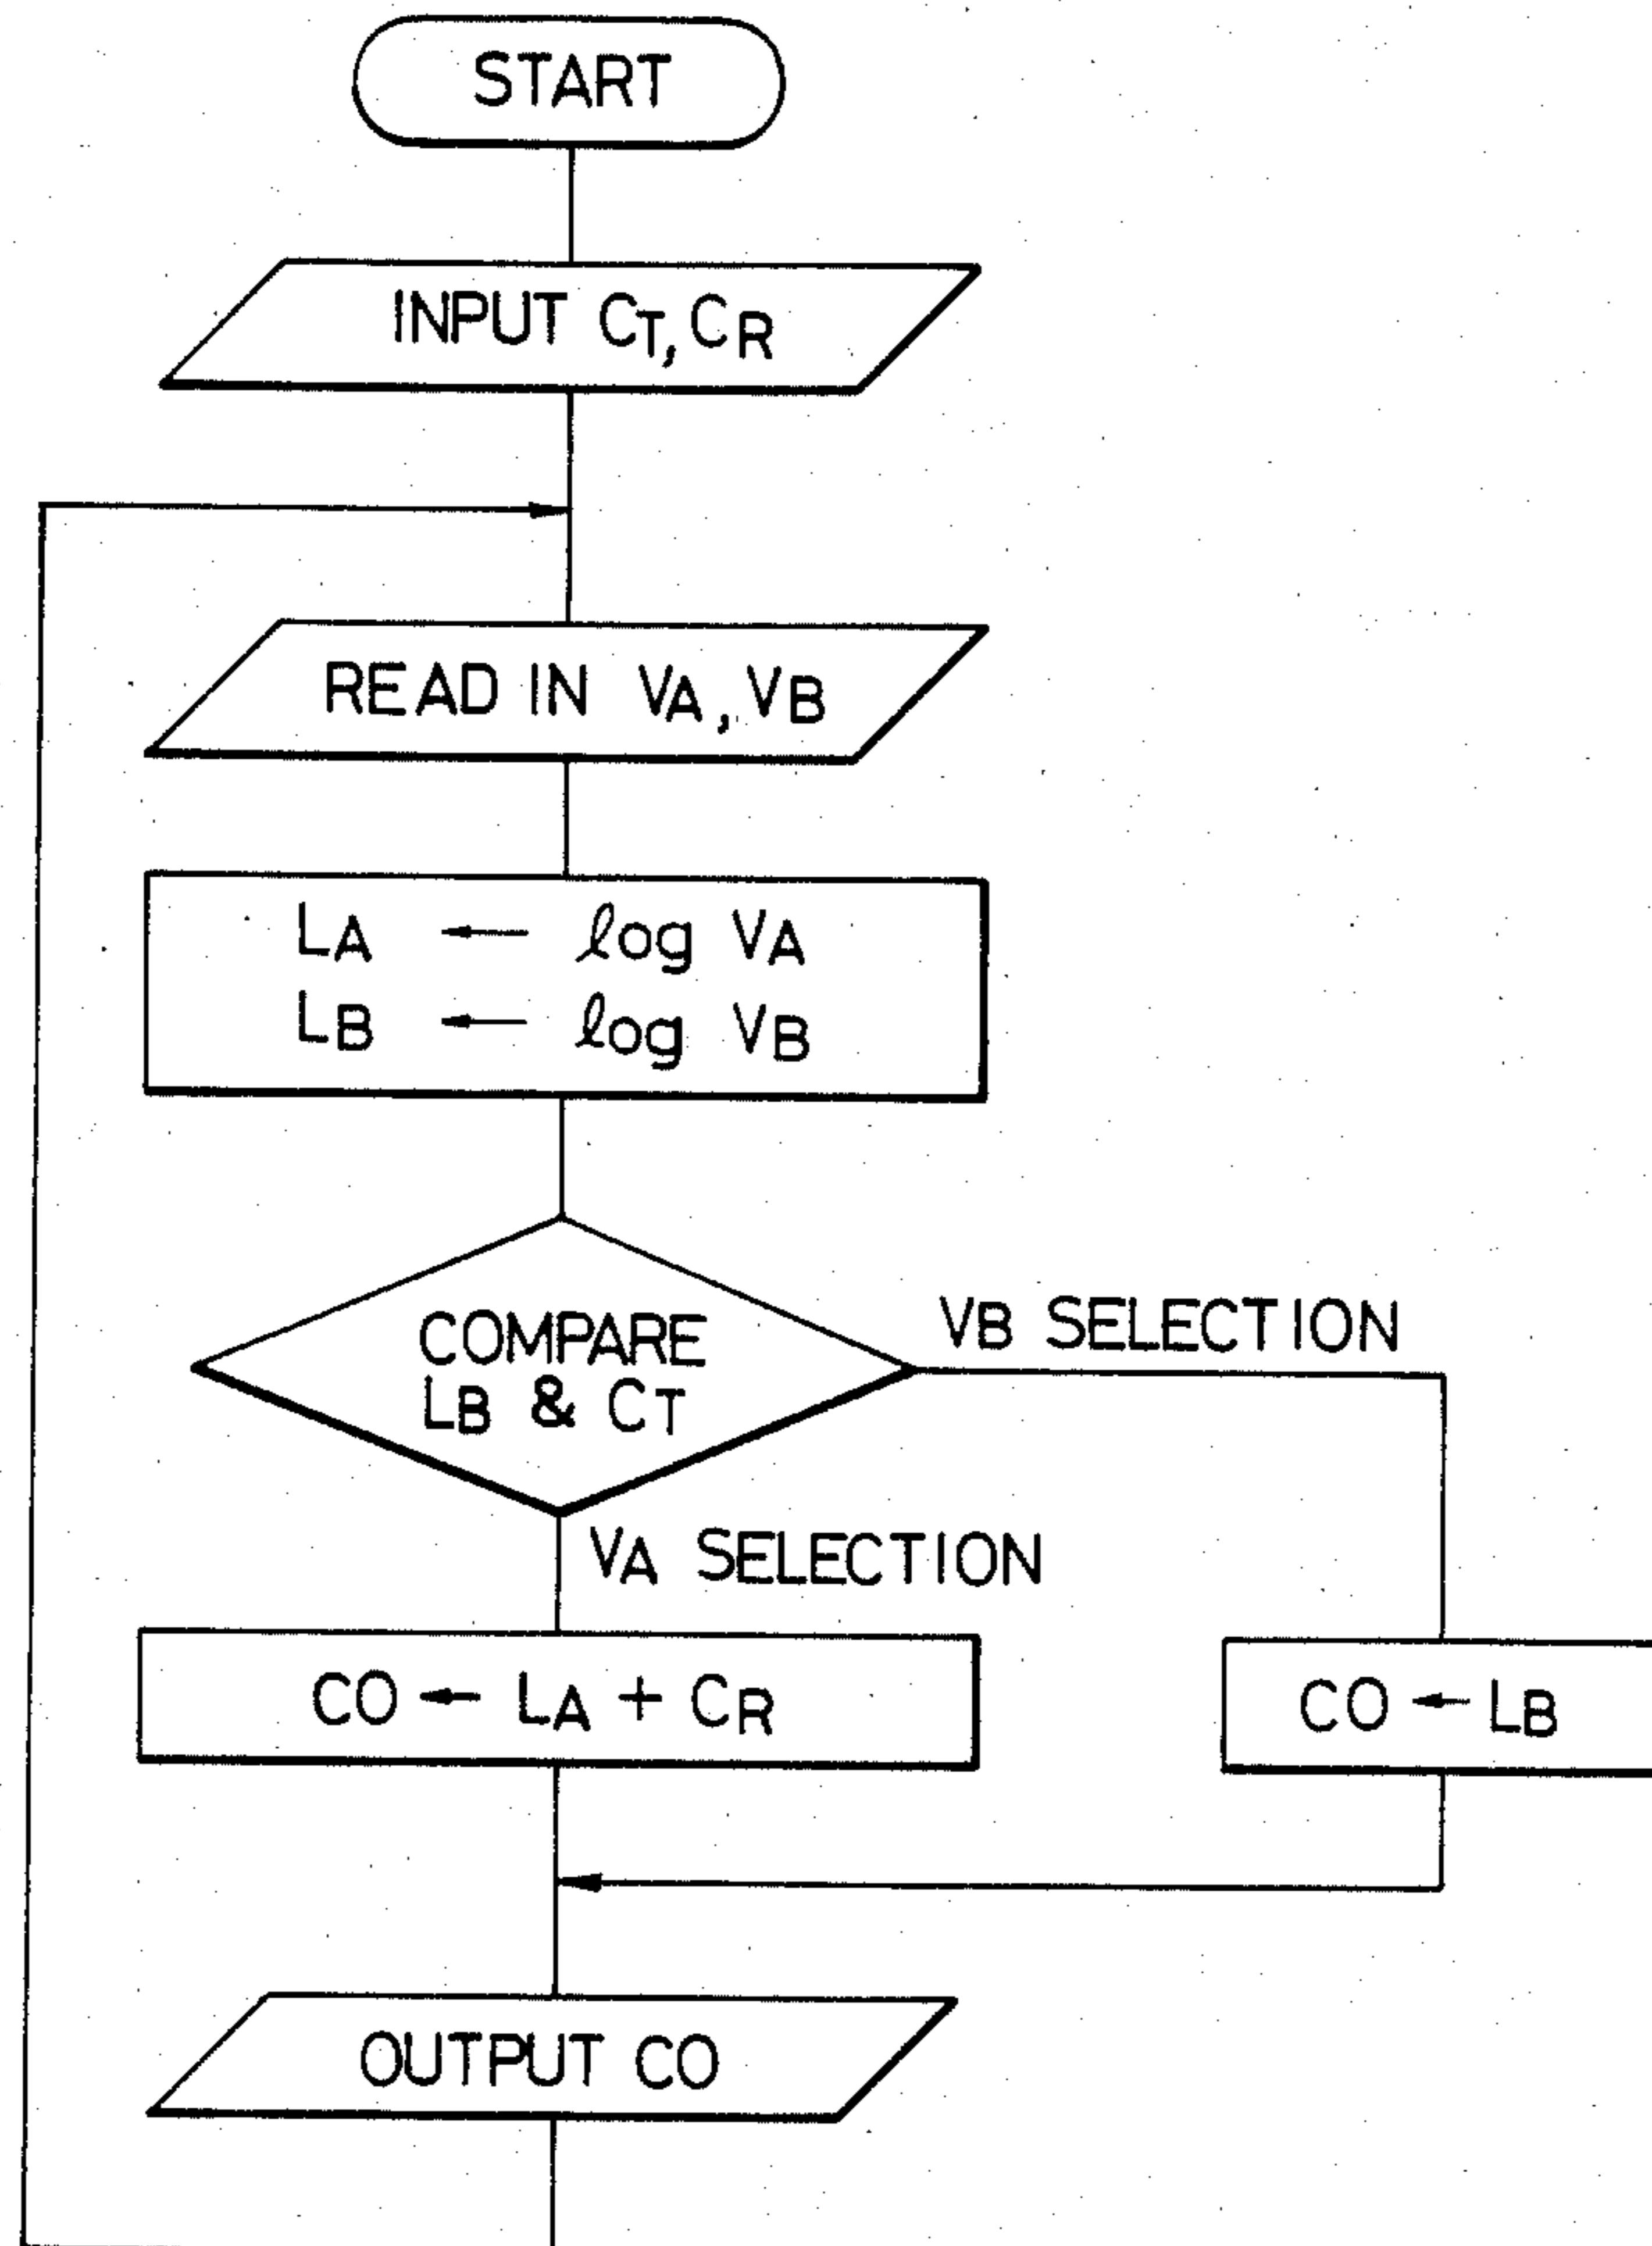 START
INPUT CT, CR
READ IN VA, VB
LA ← log VA
LB ← log VB
COMPARE
LB & CT
VB SELECTION
VA SELECTION
CO ← LA + CR
CO ← LB
OUTPUT CO